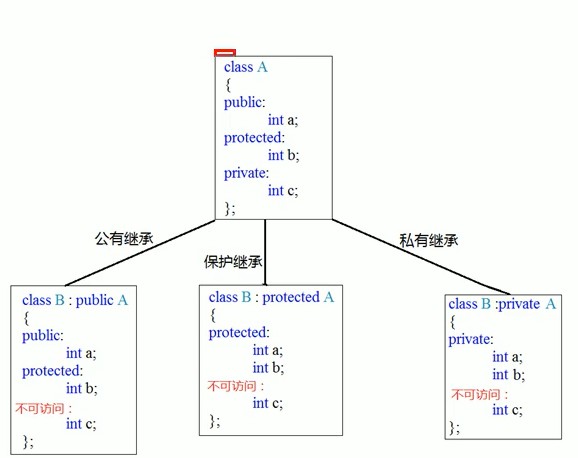 class A
{
public:
int a;
protected:
int b;
private:
int c;
};
公有继承
保护继承
私有继承
class B : public A
{
public:
int a;
protected:
int b;
不可访问：
int c;
};
class B : protected A
{
protected:
int a;
int b;
不可访问：
int c;
};
class B :private A
{
private:
int a;
int b;
不可访问：
int c;
};